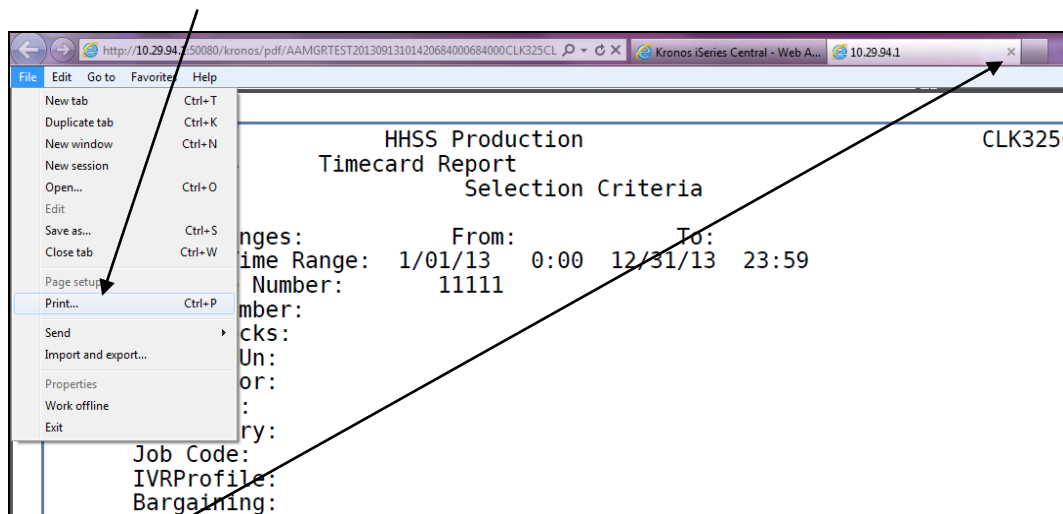 http://10.29.94.1:50080/kronos/pdf/AAMGRTEST20130913101420684000684000CLK325CL
Kronos iSeries Central - Web A...
10.29.94.1
File Edit Go to Favorites Help
New tab Ctrl+T
Duplicate tab Ctrl+K
New window Ctrl+N
New session
Open... Ctrl+O
Edit
Save as... Ctrl+S
Close tab Ctrl+W
Page setup
Print... Ctrl+P
Send
Import and export...
Properties
Work offline
Exit
HHSS Production CLK325
Timecard Report
Selection Criteria
nges: From: To:
ime Range: 1/01/13 0:00 12/31/13 23:59
Number: 11111
mber:
cks:
Un:
or:
:
ry:
Job Code:
IVRProfile:
Bargaining: